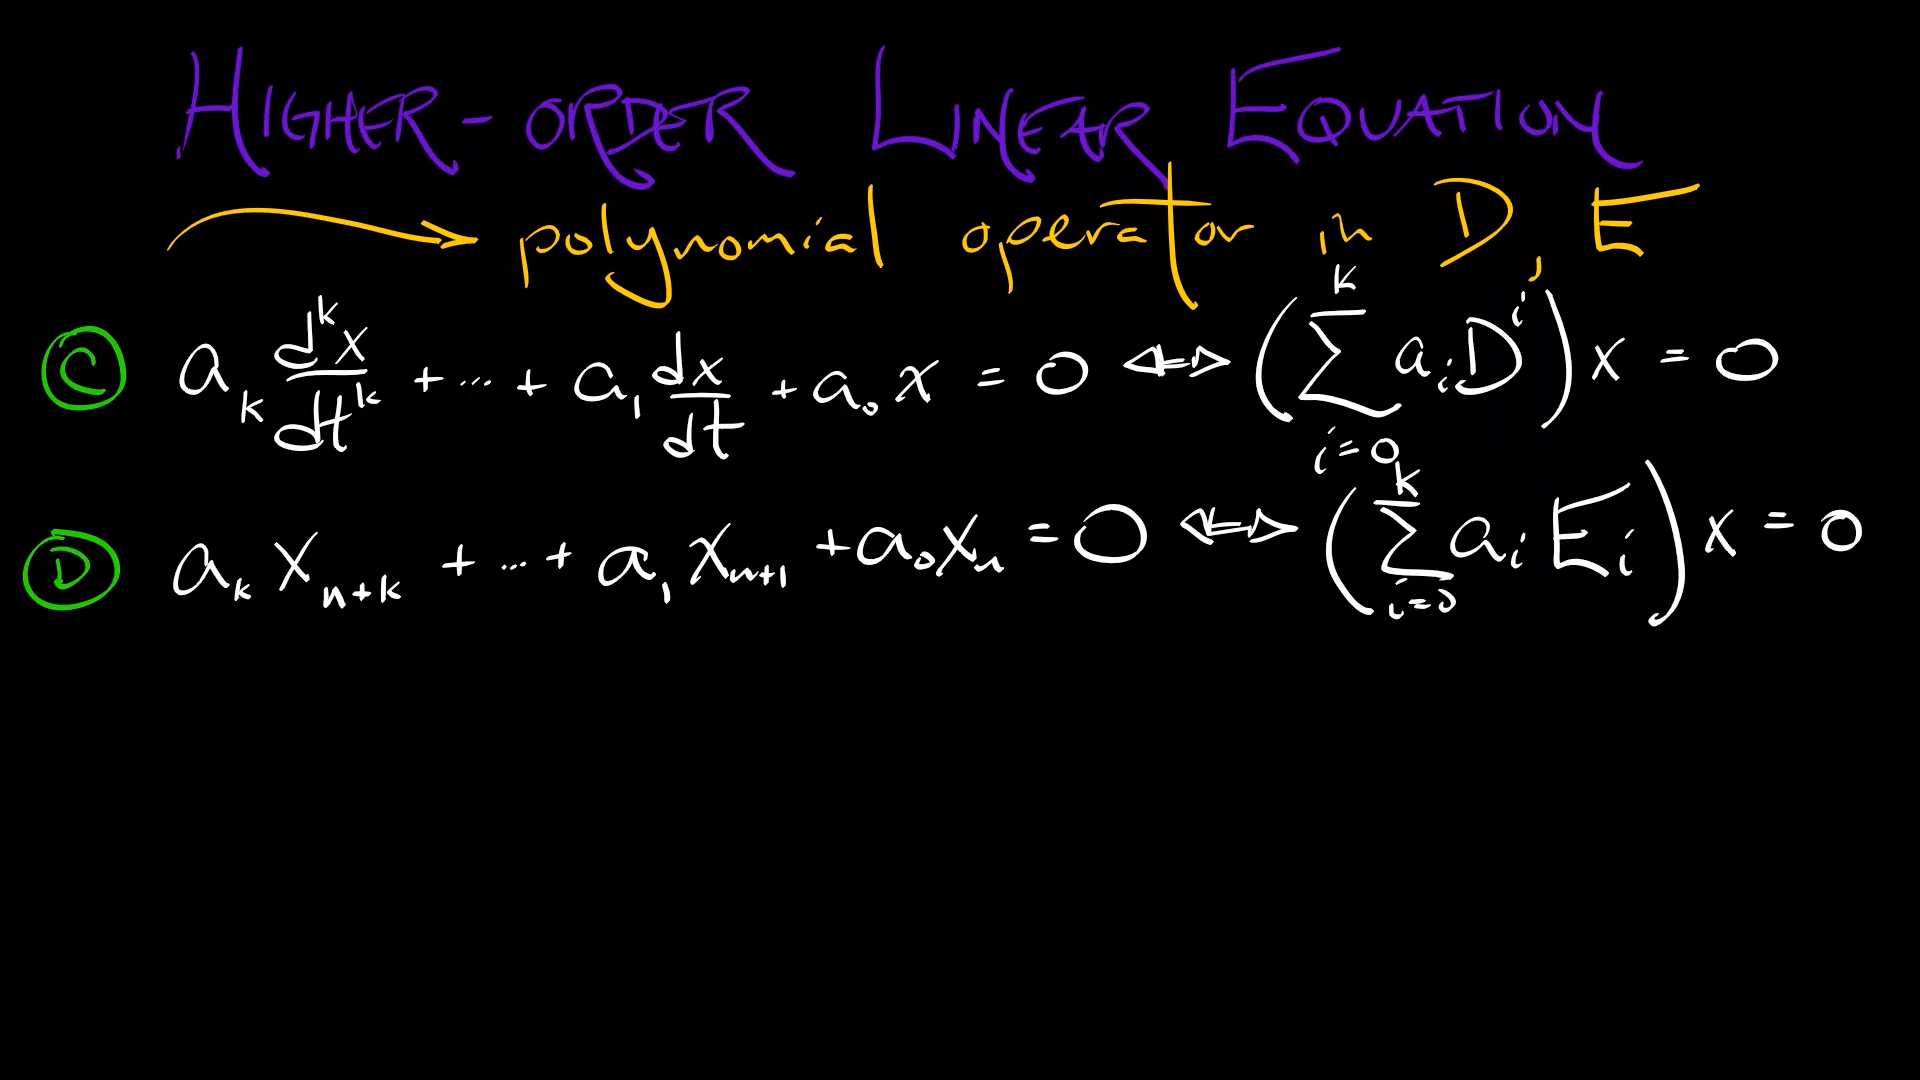 HIGHER-ORDER LINEAR EQUATION
→ polynomial operator in D, E
Ⓒ a_k d^k x/dt^k + ... + a_1 dx/dt + a_0 x = 0 ⟺ (∑_{i=0}^{k} a_i D^i) x = 0
Ⓓ a_k x_{n+k} + ... + a_1 x_{n+1} + a_0 x_n = 0 ⟺ (∑_{i=0}^{k} a_i E_i) x = 0